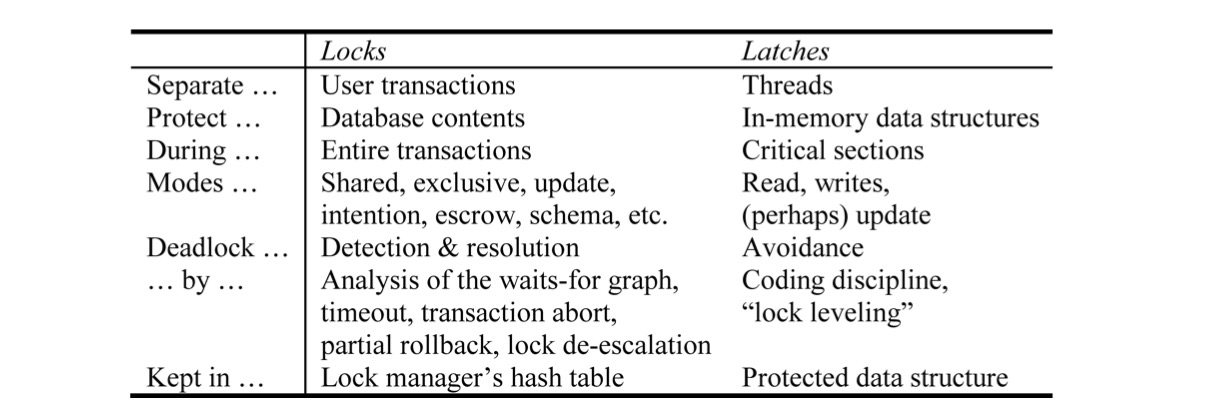 Locks Latches
Separate … User transactions Threads
Protect … Database contents In-memory data structures
During … Entire transactions Critical sections
Modes … Shared, exclusive, update, Read, writes,
intention, escrow, schema, etc. (perhaps) update
Deadlock … Detection & resolution Avoidance
… by … Analysis of the waits-for graph, Coding discipline,
timeout, transaction abort, “lock leveling”
partial rollback, lock de-escalation
Kept in … Lock manager’s hash table Protected data structure